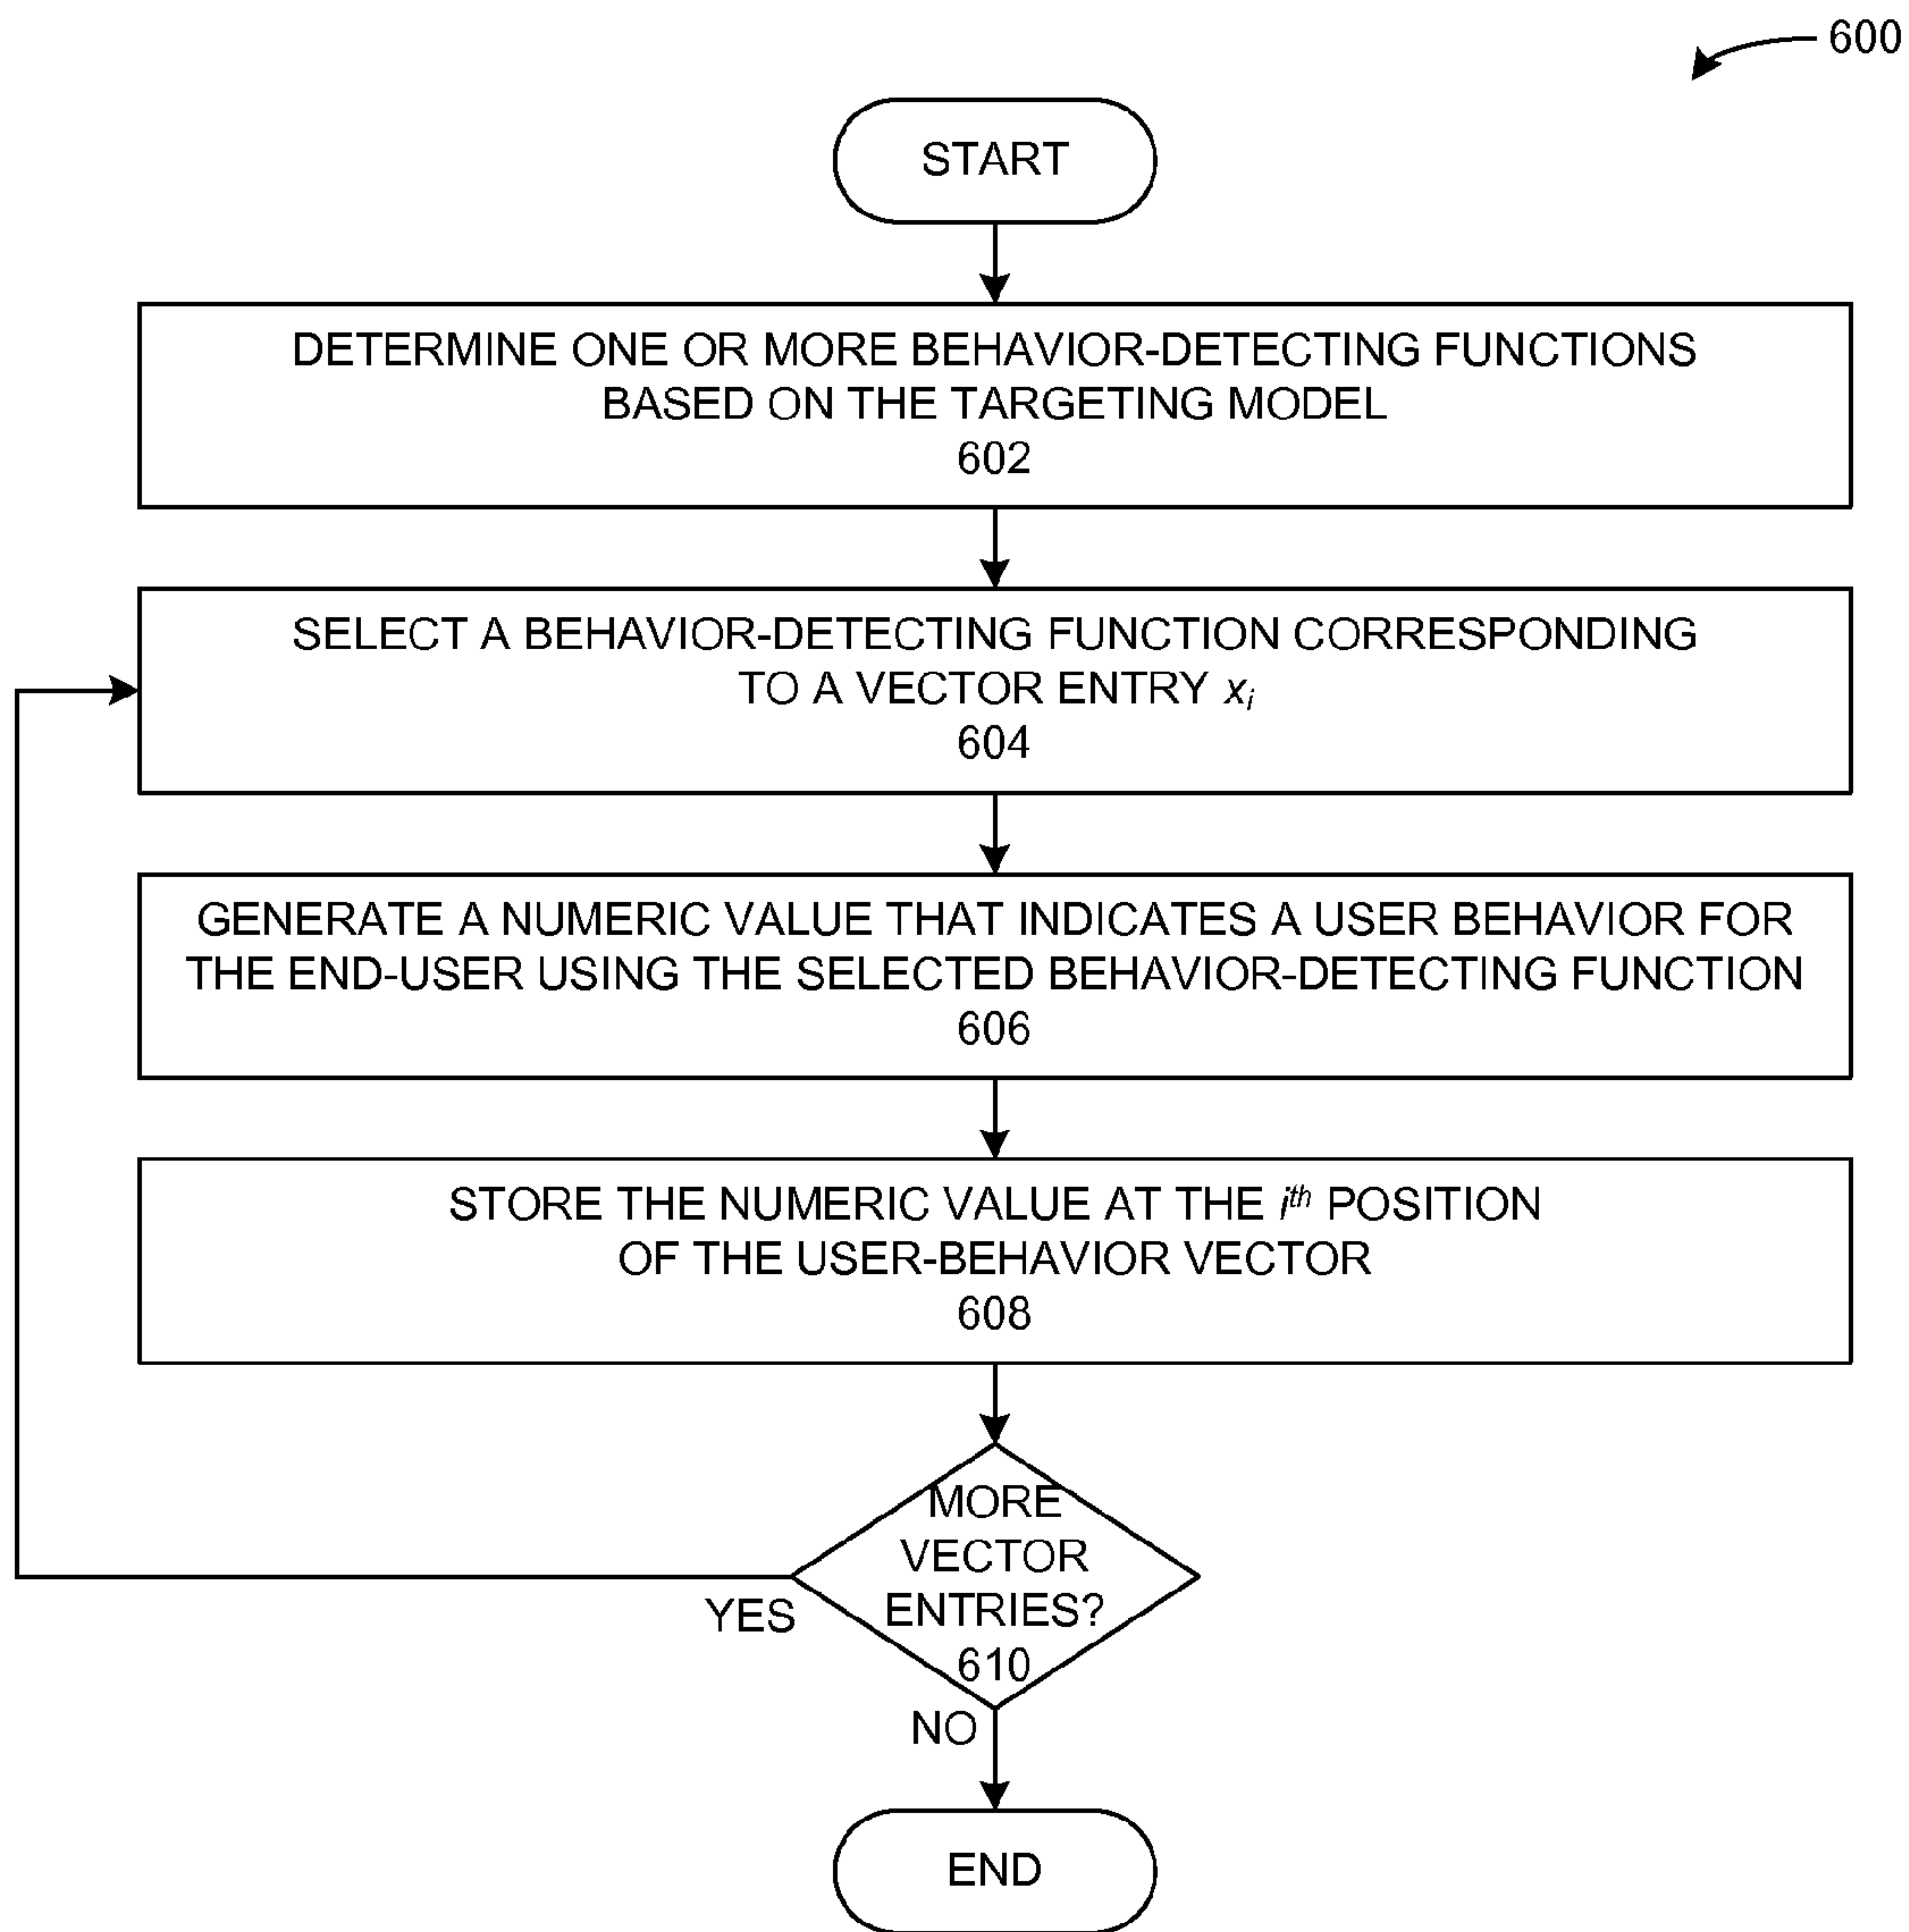 600
START
DETERMINE ONE OR MORE BEHAVIOR-DETECTING FUNCTIONS
BASED ON THE TARGETING MODEL
602
SELECT A BEHAVIOR-DETECTING FUNCTION CORRESPONDING
TO A VECTOR ENTRY xᵢ
604
GENERATE A NUMERIC VALUE THAT INDICATES A USER BEHAVIOR FOR
THE END-USER USING THE SELECTED BEHAVIOR-DETECTING FUNCTION
606
STORE THE NUMERIC VALUE AT THE iᵗʰ POSITION
OF THE USER-BEHAVIOR VECTOR
608
MORE
VECTOR
ENTRIES?
610
YES
NO
END